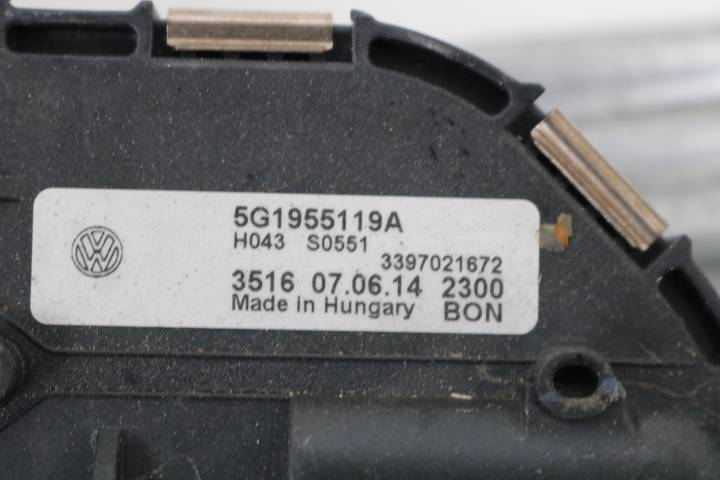 5G1955119A
H043 S0551
3397021672
3516 07.06.14 2300
Made in Hungary BON